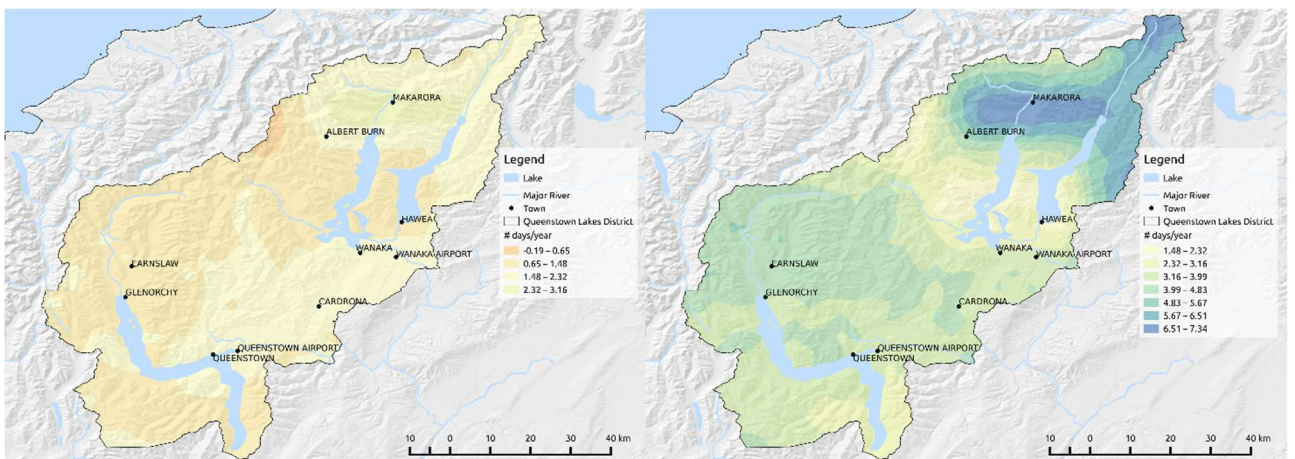 MAKARORA
ALBERT BURN
HAWEA
WANAKA
WANAKA AIRPORT
EARNSLAW
GLENORCHY
CARDRONA
QUEENSTOWN AIRPORT
QUEENSTOWN
Legend
Lake
Major River
Town
Queenstown Lakes District
# days/year
-0.19 – 0.65
0.65 – 1.48
1.48 – 2.32
2.32 – 3.16
10 0 10 20 30 40 km
MAKARORA
ALBERT BURN
HAWEA
WANAKA
WANAKA AIRPORT
EARNSLAW
GLENORCHY
CARDRONA
QUEENSTOWN AIRPORT
QUEENSTOWN
Legend
Lake
Major River
Town
Queenstown Lakes District
# days/year
1.48 – 2.32
2.32 – 3.16
3.16 – 3.99
3.99 – 4.83
4.83 – 5.67
5.67 – 6.51
6.51 – 7.34
10 0 10 20 30 40 km